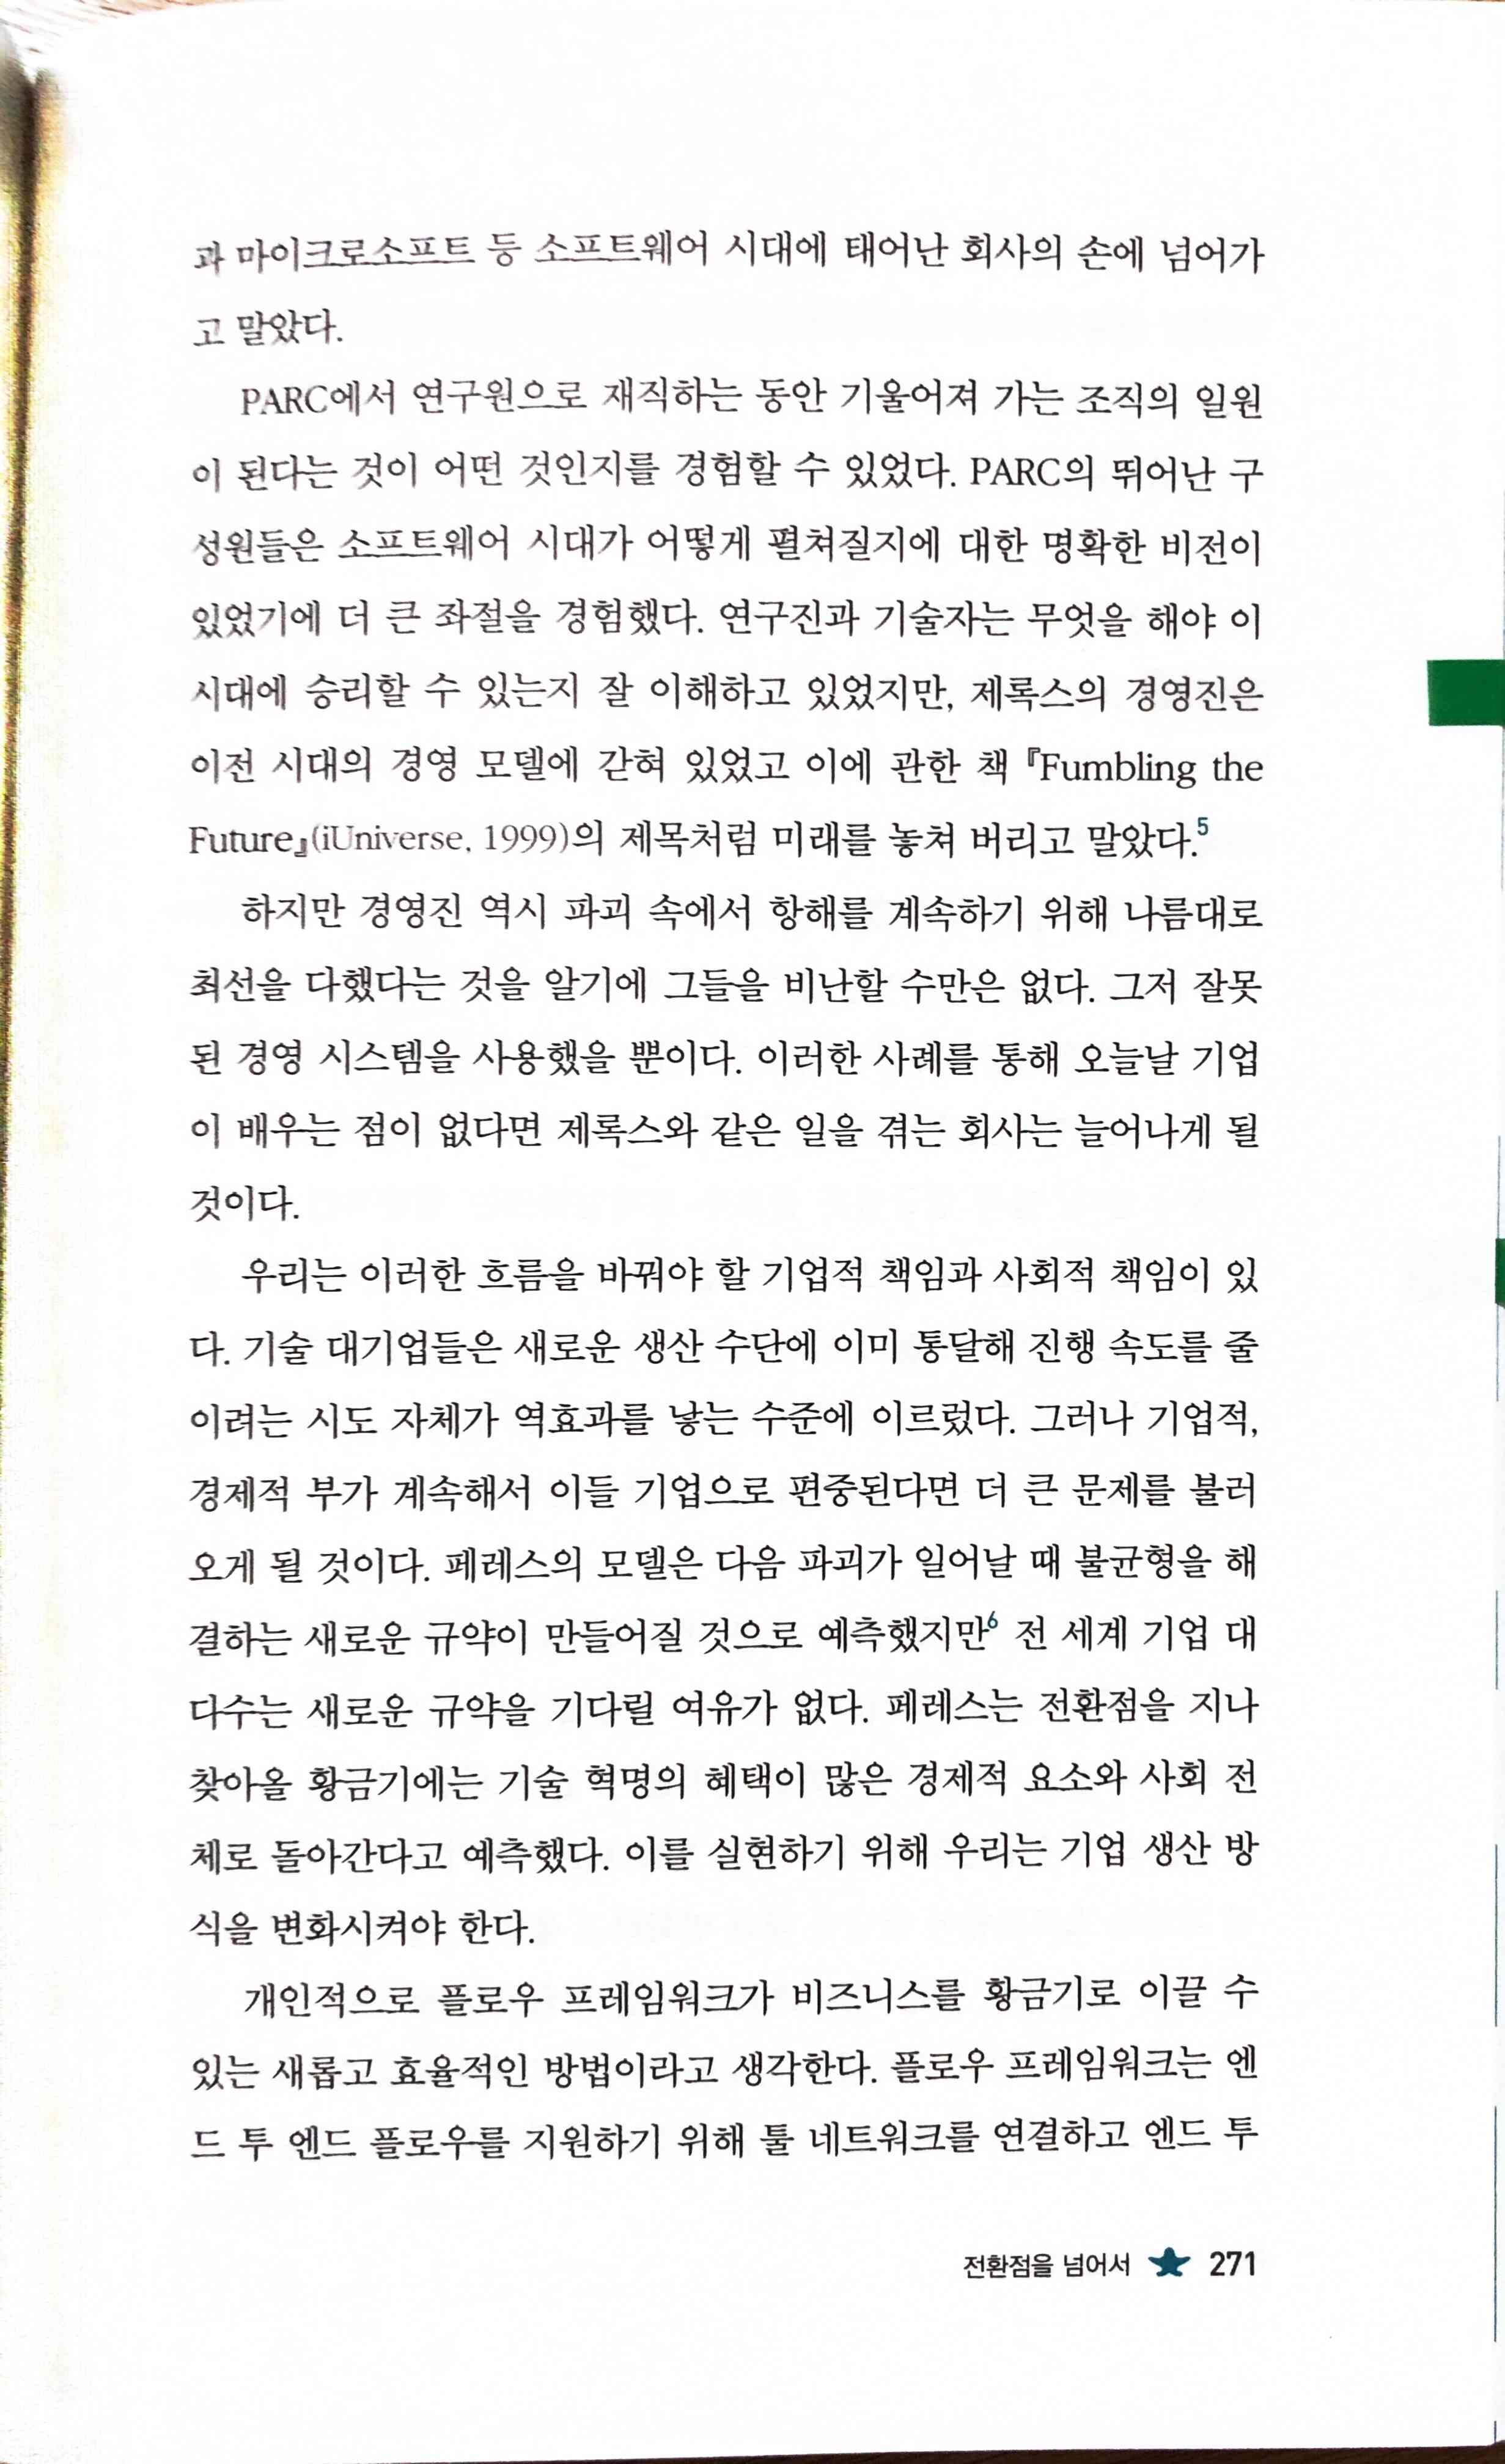 과 마이크로소프트 등 소프트웨어 시대에 태어난 회사의 손에 넘어가
고 말았다.
PARC에서 연구원으로 재직하는 동안 기울어져 가는 조직의 일원
이 된다는 것이 어떤 것인지를 경험할 수 있었다. PARC의 뛰어난 구
성원들은 소프트웨어 시대가 어떻게 펼쳐질지에 대한 명확한 비전이
있었기에 더 큰 좌절을 경험했다. 연구진과 기술자는 무엇을 해야 이
시대에 승리할 수 있는지 잘 이해하고 있었지만, 제록스의 경영진은
이전 시대의 경영 모델에 갇혀 있었고 이에 관한 책 『Fumbling the
Future』(iUniverse, 1999)의 제목처럼 미래를 놓쳐 버리고 말았다.5
하지만 경영진 역시 파괴 속에서 항해를 계속하기 위해 나름대로
최선을 다했다는 것을 알기에 그들을 비난할 수만은 없다. 그저 잘못
된 경영 시스템을 사용했을 뿐이다. 이러한 사례를 통해 오늘날 기업
이 배우는 점이 없다면 제록스와 같은 일을 겪는 회사는 늘어나게 될
것이다.
우리는 이러한 흐름을 바꿔야 할 기업적 책임과 사회적 책임이 있
다. 기술 대기업들은 새로운 생산 수단에 이미 통달해 진행 속도를 줄
이려는 시도 자체가 역효과를 낳는 수준에 이르렀다. 그러나 기업적,
경제적 부가 계속해서 이들 기업으로 편중된다면 더 큰 문제를 불러
오게 될 것이다. 페레스의 모델은 다음 파괴가 일어날 때 불균형을 해
결하는 새로운 규약이 만들어질 것으로 예측했지만6 전 세계 기업 대
다수는 새로운 규약을 기다릴 여유가 없다. 페레스는 전환점을 지나
찾아올 황금기에는 기술 혁명의 혜택이 많은 경제적 요소와 사회 전
체로 돌아간다고 예측했다. 이를 실현하기 위해 우리는 기업 생산 방
식을 변화시켜야 한다.
개인적으로 플로우 프레임워크가 비즈니스를 황금기로 이끌 수
있는 새롭고 효율적인 방법이라고 생각한다. 플로우 프레임워크는 엔
드 투 엔드 플로우를 지원하기 위해 툴 네트워크를 연결하고 엔드 투
전환점을 넘어서 ★ 271